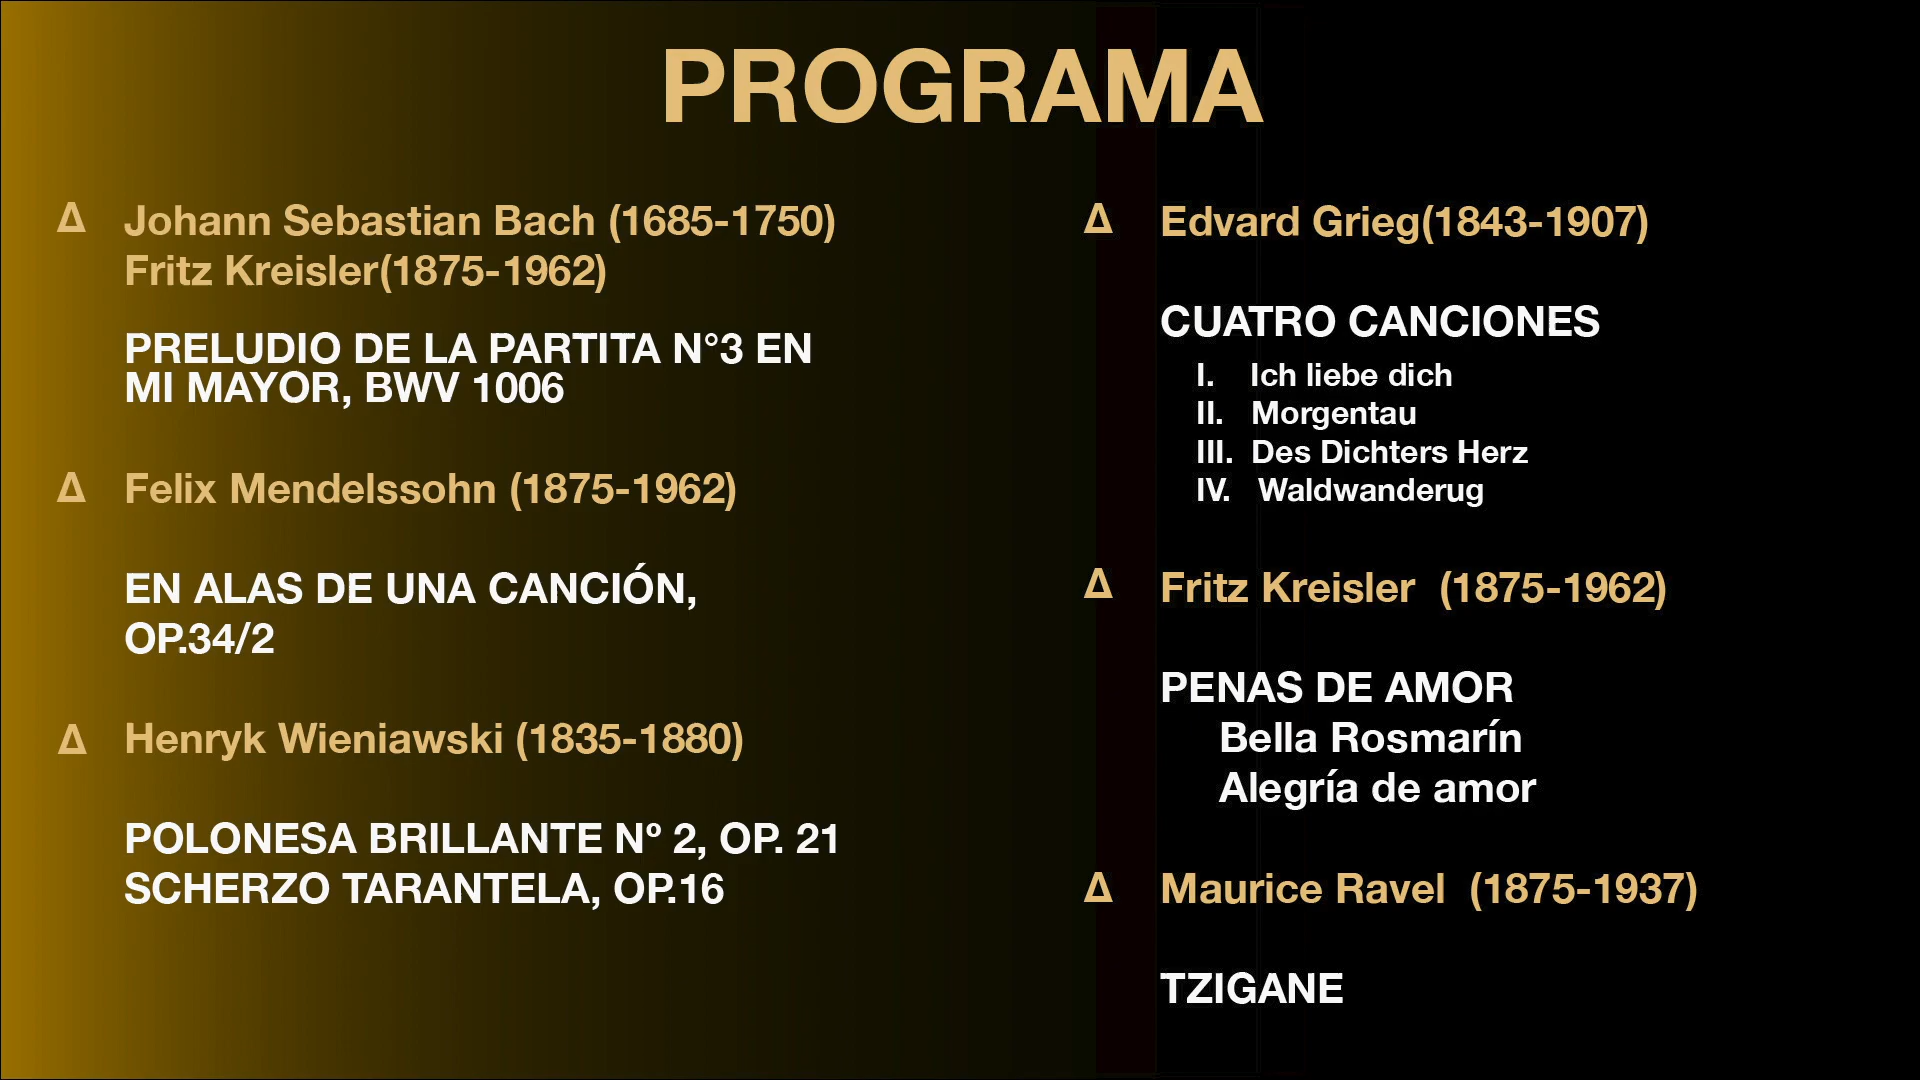 PROGRAMA
Δ Johann Sebastian Bach (1685-1750)
Fritz Kreisler(1875-1962)
PRELUDIO DE LA PARTITA N°3 EN
MI MAYOR, BWV 1006
Δ Felix Mendelssohn (1875-1962)
EN ALAS DE UNA CANCIÓN,
OP.34/2
Δ Henryk Wieniawski (1835-1880)
POLONESA BRILLANTE Nº 2, OP. 21
SCHERZO TARANTELA, OP.16
Δ Edvard Grieg(1843-1907)
CUATRO CANCIONES
I. Ich liebe dich
II. Morgentau
III. Des Dichters Herz
IV. Waldwanderug
Δ Fritz Kreisler (1875-1962)
PENAS DE AMOR
Bella Rosmarín
Alegría de amor
Δ Maurice Ravel (1875-1937)
TZIGANE